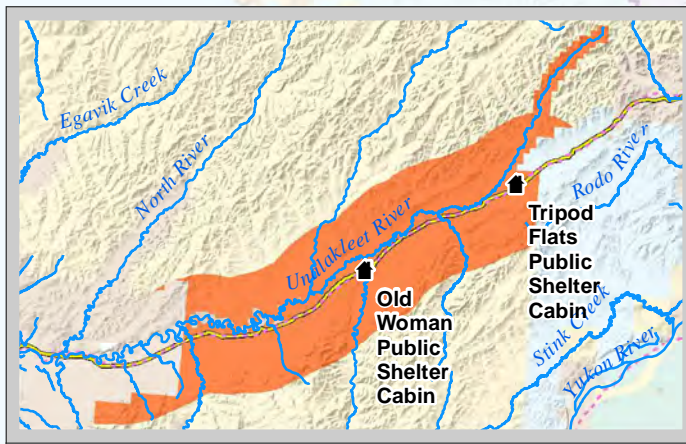 Egavik Creek
North River
Unalakleet River
Rodo River
Tripod
Flats
Public
Shelter
Cabin
Old
Woman
Public
Shelter
Cabin
Stink Creek
Yukon River